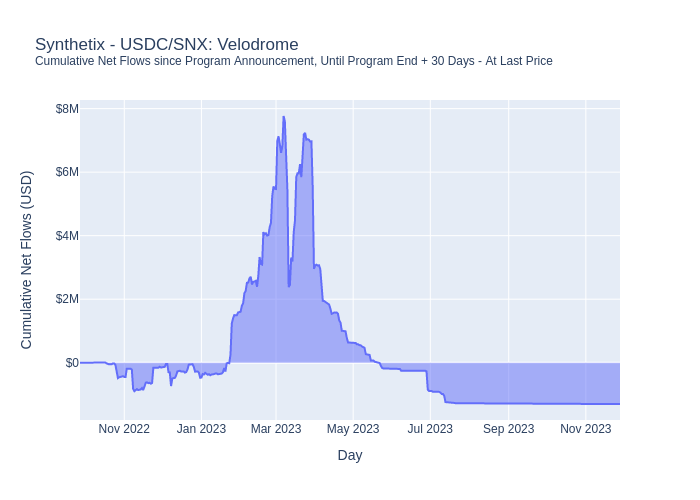 Synthetix - USDC/SNX: Velodrome
Cumulative Net Flows since Program Announcement, Until Program End + 30 Days - At Last Price
Cumulative Net Flows (USD)
$8M
$6M
$4M
$2M
$0
Nov 2022 Jan 2023 Mar 2023 May 2023 Jul 2023 Sep 2023 Nov 2023
Day